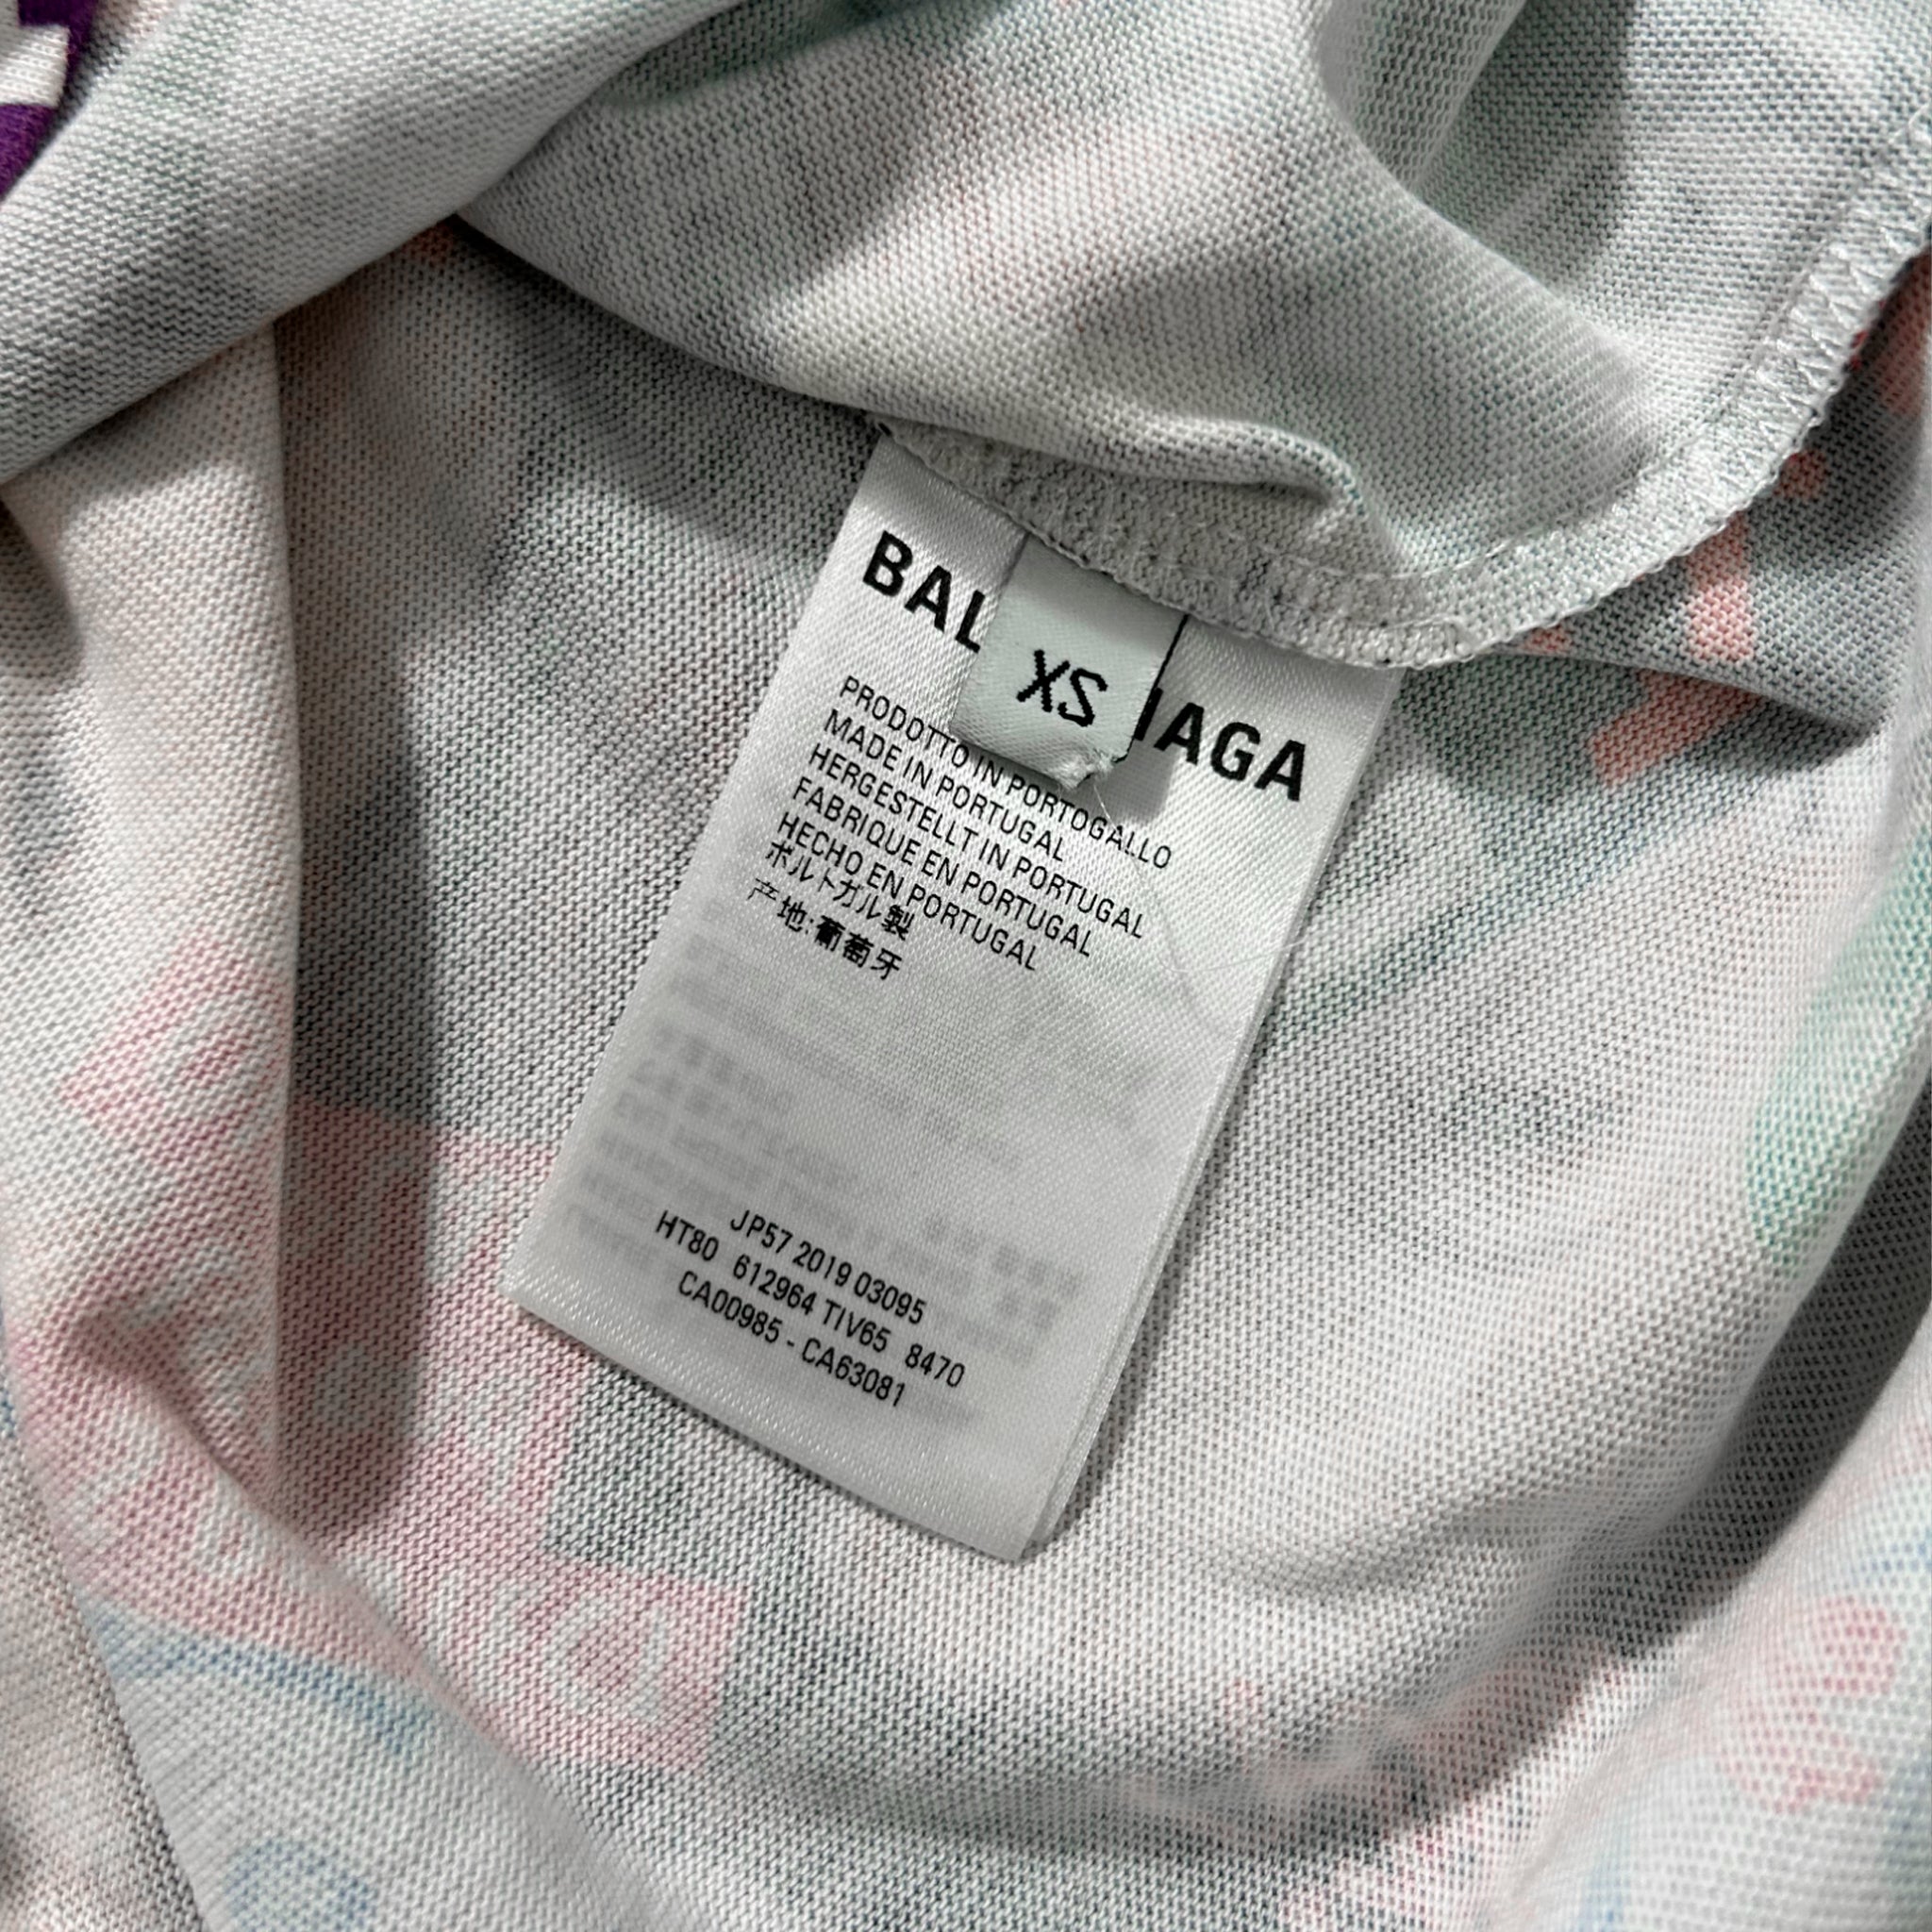 BAL
XS
IAGA
PRODOTTO IN PORTOGALLO
MADE IN PORTUGAL
HERGESTELLT IN PORTUGAL
FABRIQUE EN PORTUGAL
HECHO EN PORTUGAL
ポルトガル製
产地:葡萄牙
JP57 2019 03095
HT80 612964 TIV65 8470
CA00985 - CA63081